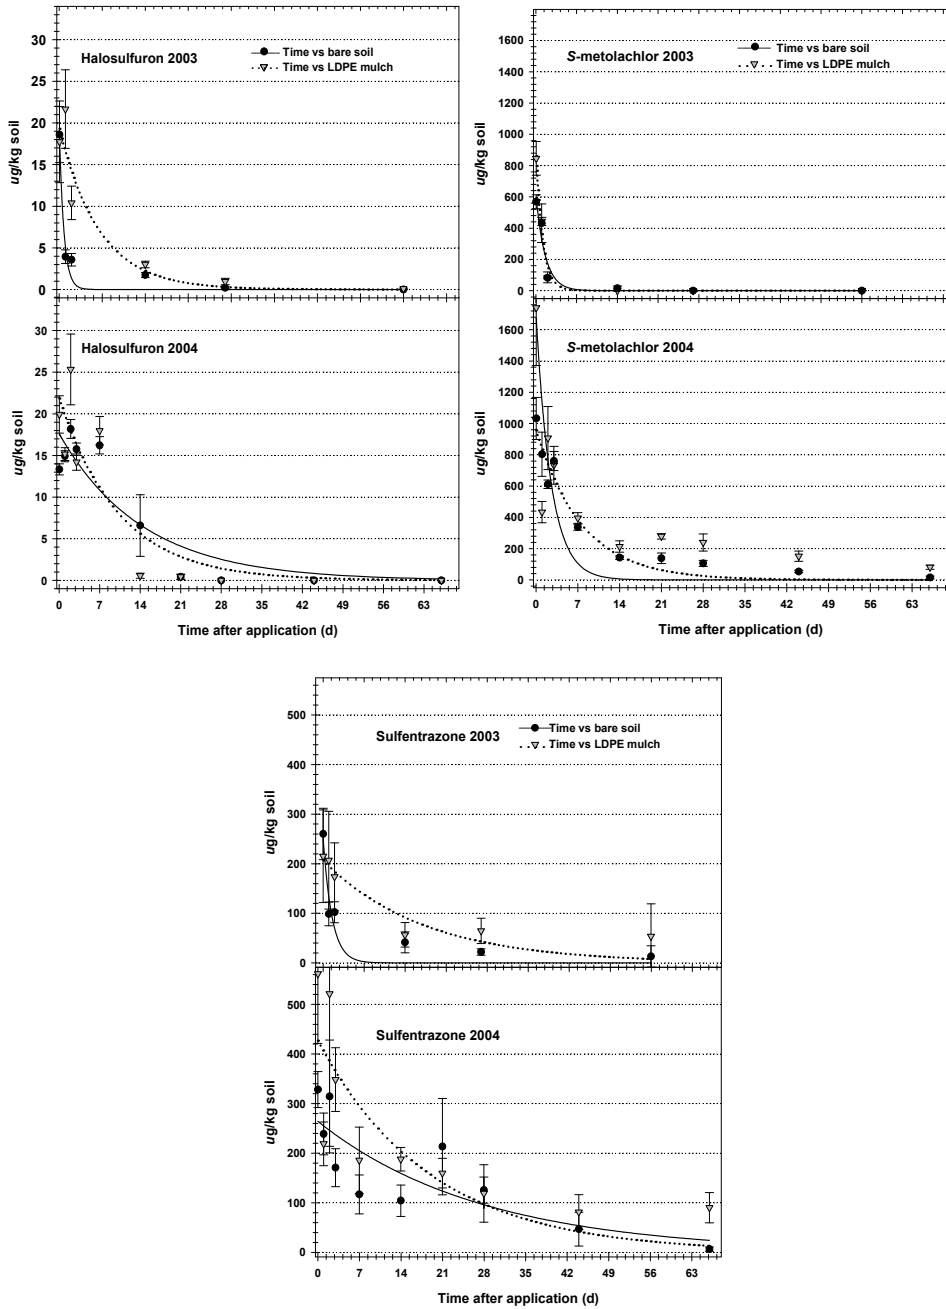 Halosulfuron 2003
Time vs bare soil
Time vs LDPE mulch
ug/kg soil
30
25
20
15
10
5
0
Halosulfuron 2004
ug/kg soil
30
25
20
15
10
5
0
0 7 14 21 28 35 42 49 56 63
Time after application (d)
S-metolachlor 2003
Time vs bare soil
Time vs LDPE mulch
ug/kg soil
1600
1400
1200
1000
800
600
400
200
0
S-metolachlor 2004
ug/kg soil
1600
1400
1200
1000
800
600
400
200
0
0 7 14 21 28 35 42 49 56 63
Time after application (d)
Sulfentrazone 2003
Time vs bare soil
Time vs LDPE mulch
ug/kg soil
500
400
300
200
100
0
Sulfentrazone 2004
ug/kg soil
500
400
300
200
100
0
0 7 14 21 28 35 42 49 56 63
Time after application (d)